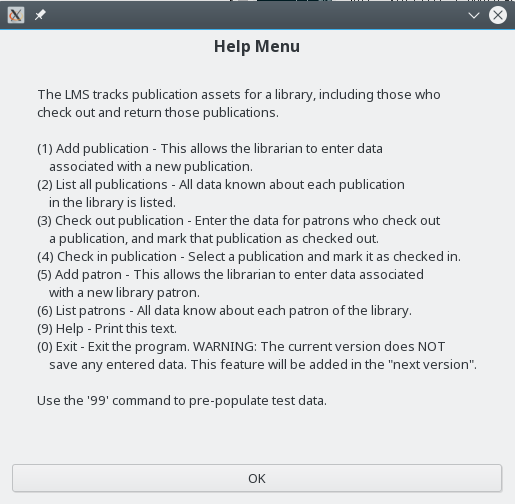 Help Menu
The LMS tracks publication assets for a library, including those who
check out and return those publications.
(1) Add publication - This allows the librarian to enter data
associated with a new publication.
(2) List all publications - All data known about each publication
in the library is listed.
(3) Check out publication - Enter the data for patrons who check out
a publication, and mark that publication as checked out.
(4) Check in publication - Select a publication and mark it as checked in.
(5) Add patron - This allows the librarian to enter data associated
with a new library patron.
(6) List patrons - All data know about each patron of the library.
(9) Help - Print this text.
(0) Exit - Exit the program. WARNING: The current version does NOT
save any entered data. This feature will be added in the "next version".
Use the '99' command to pre-populate test data.
OK